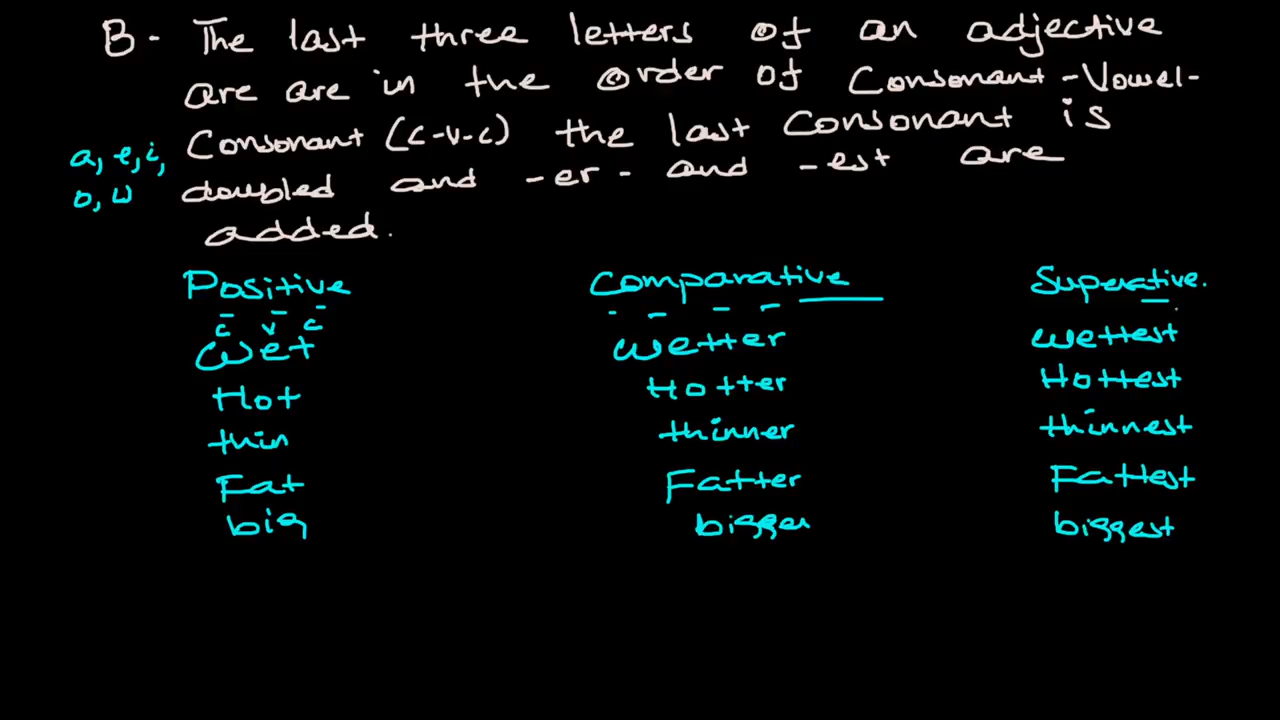 B - The last three letters of an adjective
are are in the order of Consonant -Vowel-
Consonant (C-V-C) the last Consonant is
a, e, i,
o, u
doubled and -er- and -est are
added.
Positive Comparative Superative.
c v c
wet wetter wettest
Hot Hotter Hottest
thin thinner thinnest
Fat Fatter Fattest
big bigger biggest